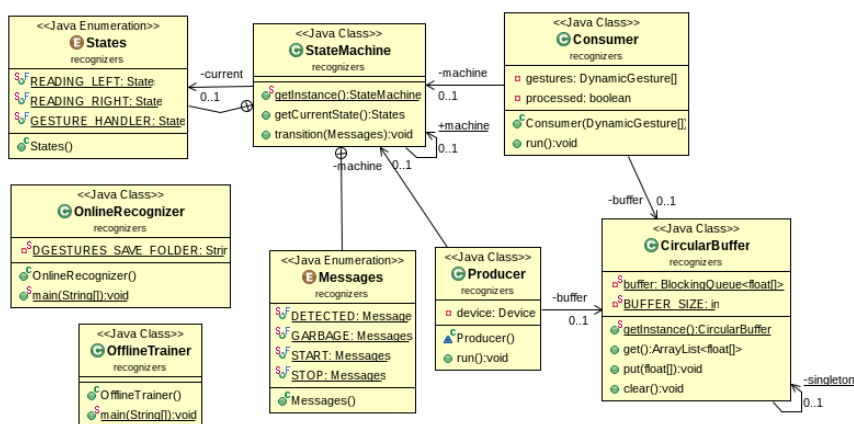 <<Java Enumeration>>
States
recognizers
READING_LEFT: State
READING_RIGHT: State
GESTURE_HANDLER: State
States()
-current
0..1
<<Java Class>>
StateMachine
recognizers
getInstance():StateMachine
getCurrentState():States
transition(Messages):void
-machine
0..1
+machine
0..1
-machine
0..1
<<Java Class>>
Consumer
recognizers
gestures: DynamicGesture[]
processed: boolean
Consumer(DynamicGesture[])
run():void
-buffer
0..1
<<Java Class>>
OnlineRecognizer
recognizers
DGESTURES_SAVE_FOLDER: Strin
OnlineRecognizer()
main(String[]):void
<<Java Class>>
OfflineTrainer
recognizers
OfflineTrainer()
main(String[]):void
<<Java Enumeration>>
Messages
recognizers
DETECTED: Message
GARBAGE: Messages
START: Messages
STOP: Messages
Messages()
<<Java Class>>
Producer
recognizers
device: Device
Producer()
run():void
-buffer
0..1
<<Java Class>>
CircularBuffer
recognizers
buffer: BlockingQueue<float[]>
BUFFER_SIZE: in
getInstance():CircularBuffer
get():ArrayList<float[]>
put(float[]):void
clear():void
-singleton
0..1